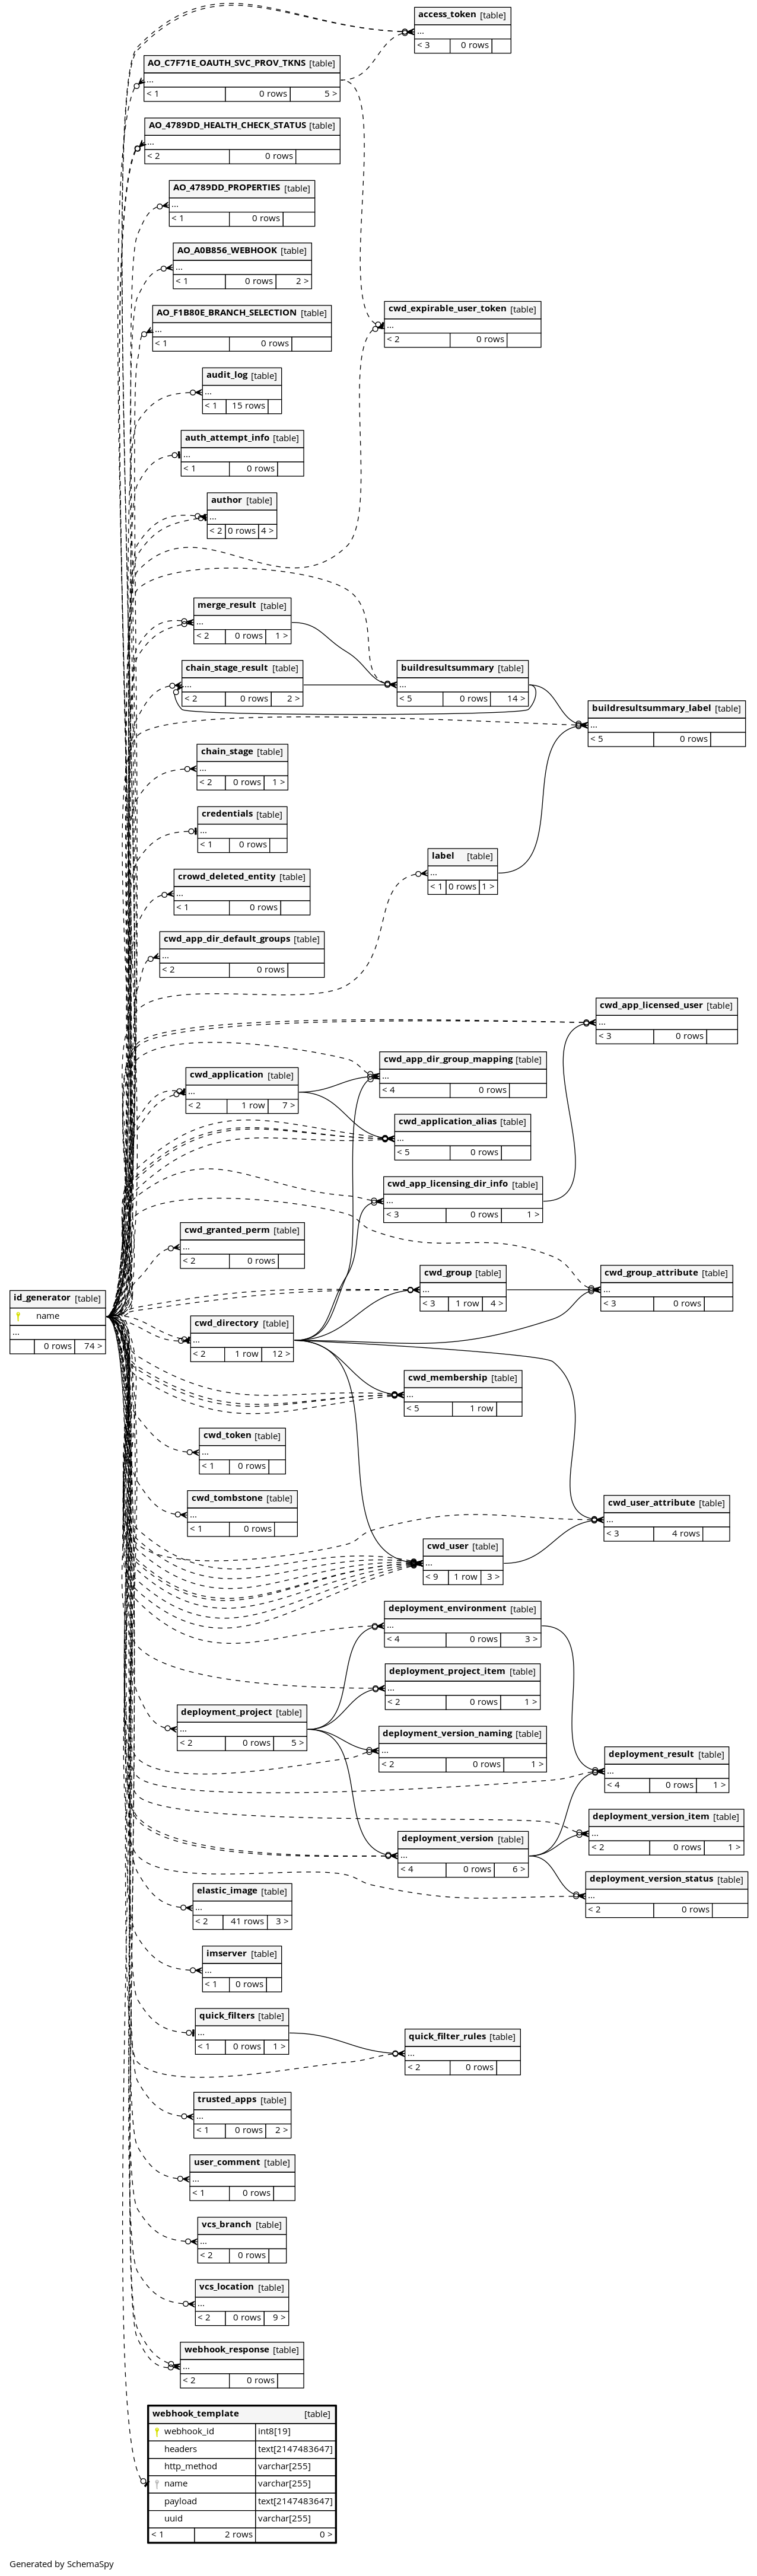 access_token [table]
...
< 3 0 rows
AO_C7F71E_OAUTH_SVC_PROV_TKNS [table]
...
< 1 0 rows 5 >
AO_4789DD_HEALTH_CHECK_STATUS [table]
...
< 2 0 rows
AO_4789DD_PROPERTIES [table]
...
< 1 0 rows
AO_A0B856_WEBHOOK [table]
...
< 1 0 rows 2 >
AO_F1B80E_BRANCH_SELECTION [table]
...
< 1 0 rows
cwd_expirable_user_token [table]
...
< 2 0 rows
audit_log [table]
...
< 1 15 rows
auth_attempt_info [table]
...
< 1 0 rows
author [table]
...
< 2 0 rows 4 >
merge_result [table]
...
< 2 0 rows 1 >
chain_stage_result [table]
...
< 2 0 rows 2 >
buildresultsummary [table]
...
< 5 0 rows 14 >
buildresultsummary_label [table]
...
< 5 0 rows
chain_stage [table]
...
< 2 0 rows 1 >
credentials [table]
...
< 1 0 rows
label [table]
...
< 1 0 rows 1 >
crowd_deleted_entity [table]
...
< 1 0 rows
cwd_app_dir_default_groups [table]
...
< 2 0 rows
cwd_app_licensed_user [table]
...
< 3 0 rows
cwd_app_dir_group_mapping [table]
...
< 4 0 rows
cwd_application [table]
...
< 2 1 row 7 >
cwd_application_alias [table]
...
< 5 0 rows
cwd_app_licensing_dir_info [table]
...
< 3 0 rows 1 >
cwd_granted_perm [table]
...
< 2 0 rows
cwd_group [table]
...
< 3 1 row 4 >
cwd_group_attribute [table]
...
< 3 0 rows
id_generator [table]
name
...
0 rows 74 >
cwd_directory [table]
...
< 2 1 row 12 >
cwd_membership [table]
...
< 5 1 row
cwd_token [table]
...
< 1 0 rows
cwd_tombstone [table]
...
< 1 0 rows
cwd_user_attribute [table]
...
< 3 4 rows
cwd_user [table]
...
< 9 1 row 3 >
deployment_environment [table]
...
< 4 0 rows 3 >
deployment_project_item [table]
...
< 2 0 rows 1 >
deployment_project [table]
...
< 2 0 rows 5 >
deployment_version_naming [table]
...
< 2 0 rows 1 >
deployment_result [table]
...
< 4 0 rows 1 >
deployment_version_item [table]
...
< 2 0 rows 1 >
deployment_version [table]
...
< 4 0 rows 6 >
deployment_version_status [table]
...
< 2 0 rows
elastic_image [table]
...
< 2 41 rows 3 >
imserver [table]
...
< 1 0 rows
quick_filters [table]
...
< 1 0 rows 1 >
quick_filter_rules [table]
...
< 2 0 rows
trusted_apps [table]
...
< 1 0 rows 2 >
user_comment [table]
...
< 1 0 rows
vcs_branch [table]
...
< 2 0 rows
vcs_location [table]
...
< 2 0 rows 9 >
webhook_response [table]
...
< 2 0 rows
webhook_template [table]
webhook_id int8[19]
headers text[2147483647]
http_method varchar[255]
name varchar[255]
payload text[2147483647]
uuid varchar[255]
< 1 2 rows 0 >
Generated by SchemaSpy